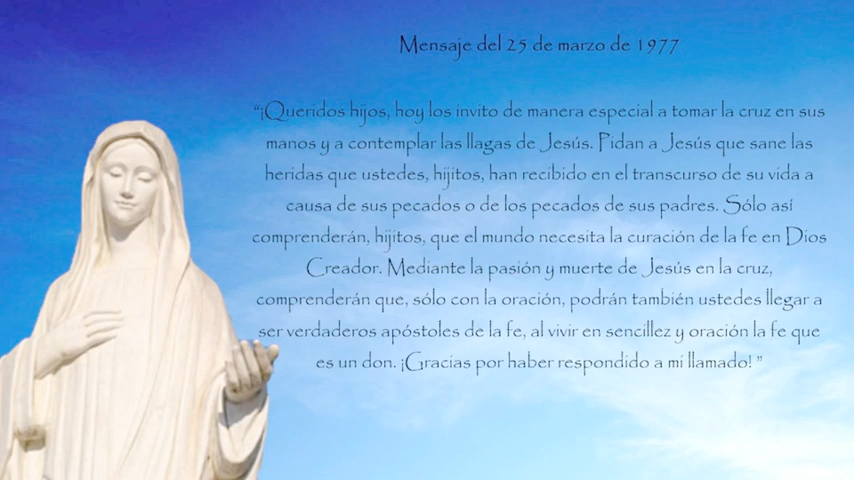 Mensaje del 25 de marzo de 1977
“¡Queridos hijos, hoy los invito de manera especial a tomar la cruz en sus
manos y a contemplar las llagas de Jesús. Pidan a Jesús que sane las
heridas que ustedes, hijitos, han recibido en el transcurso de su vida a
causa de sus pecados o de los pecados de sus padres. Sólo así
comprenderán, hijitos, que el mundo necesita la curación de la fe en Dios
Creador. Mediante la pasión y muerte de Jesús en la cruz,
comprenderán que, sólo con la oración, podrán también ustedes llegar a
ser verdaderos apóstoles de la fe, al vivir en sencillez y oración la fe que
es un don. ¡Gracias por haber respondido a mi llamado! ”